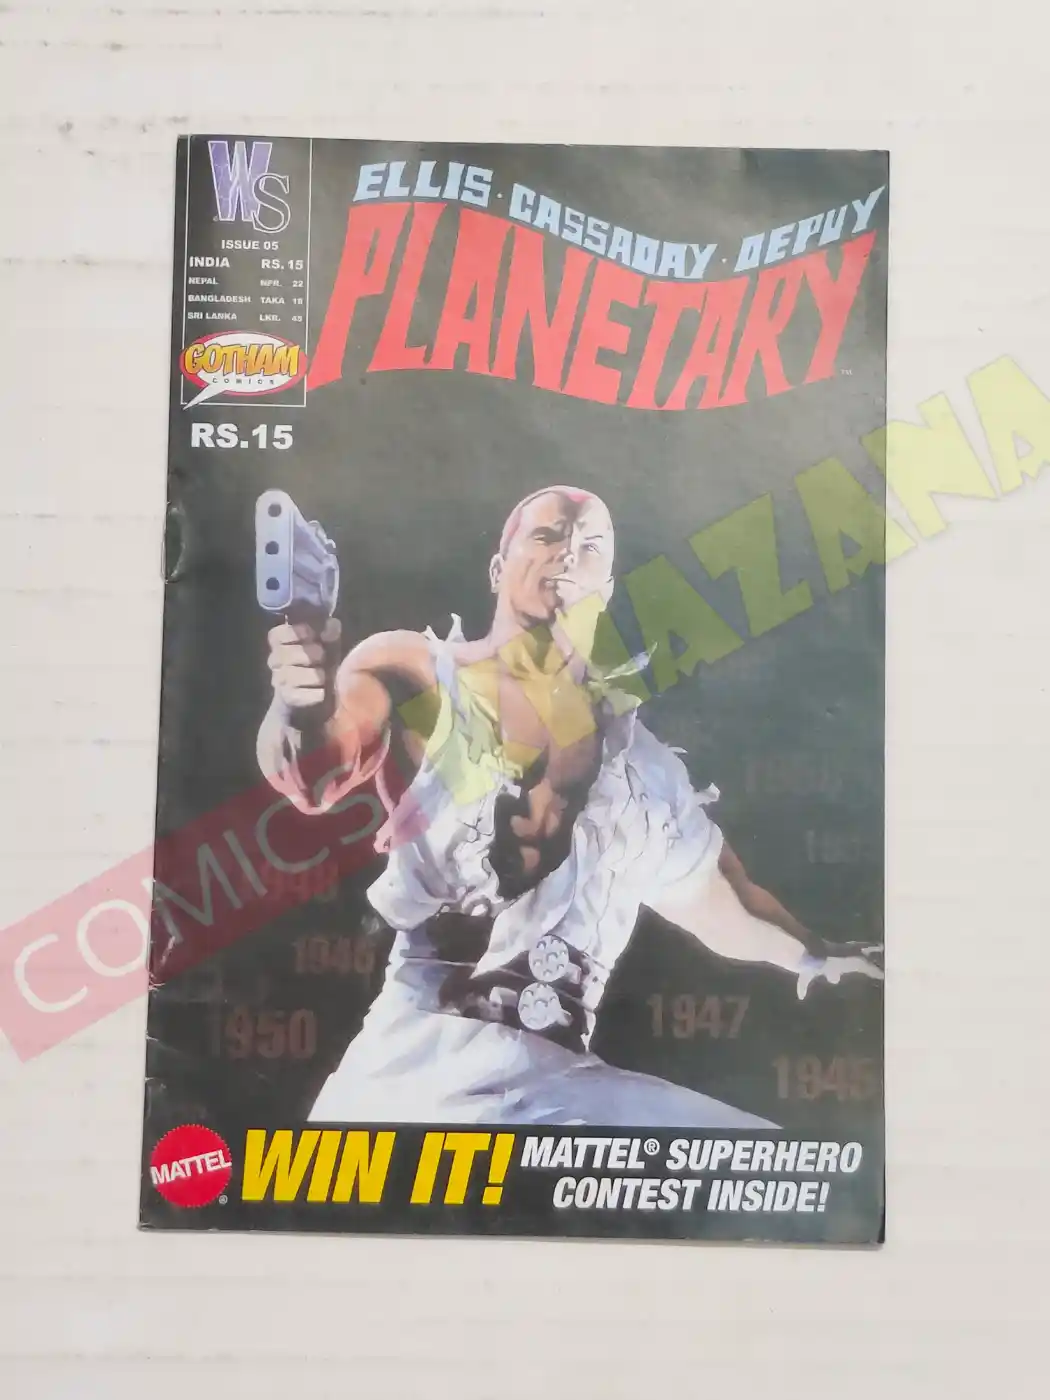 WS
ISSUE 05
INDIA RS. 15
NEPAL NPR. 22
BANGLADESH TAKA
SRI LANKA LKR. 45
GOTHAM
COMICS
RS.15
ELLIS · CASSADAY · DEPUY
PLANETARY
TM
COMICS KHAZANA
1946
1950
1947
1945
MATTEL
®
WIN IT! MATTEL® SUPERHERO
CONTEST INSIDE!